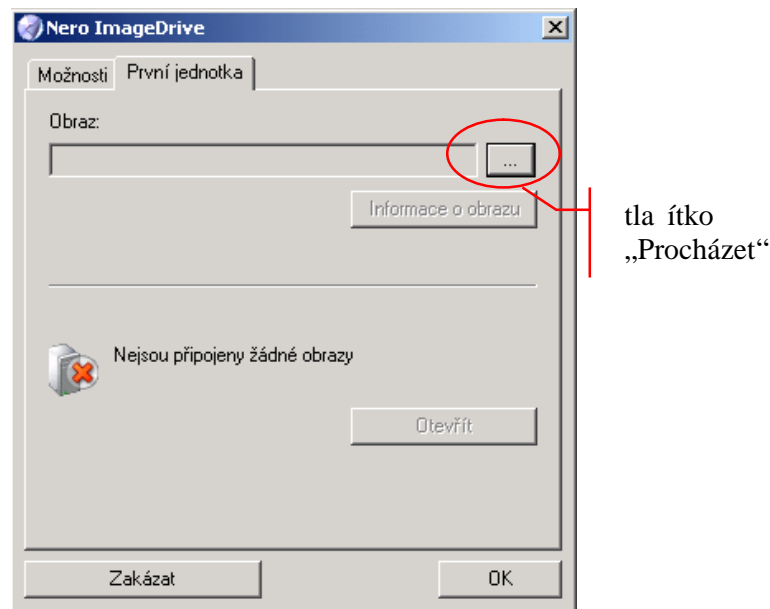 Nero ImageDrive
Možnosti První jednotka
Obraz:
...
Informace o obrazu
tla ítko
„Procházet“
Nejsou připojeny žádné obrazy
Otevřít
Zakázat OK